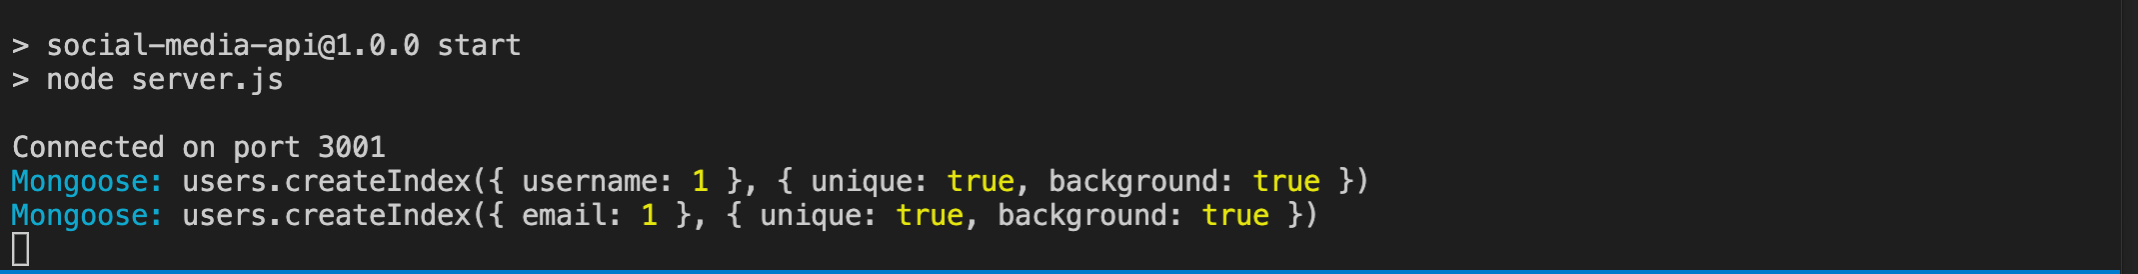 > social-media-api@1.0.0 start
> node server.js
Connected on port 3001
Mongoose: users.createIndex({ username: 1 }, { unique: true, background: true })
Mongoose: users.createIndex({ email: 1 }, { unique: true, background: true })